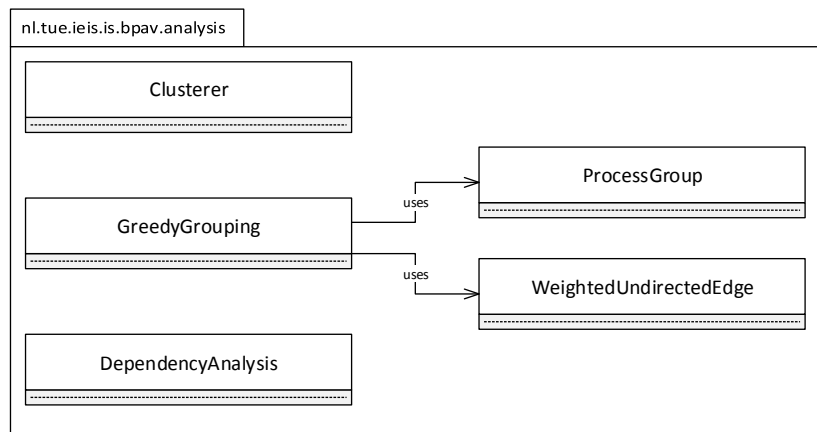 nl.tue.ieis.is.bpav.analysis
Clusterer
ProcessGroup
uses
GreedyGrouping
uses
WeightedUndirectedEdge
DependencyAnalysis